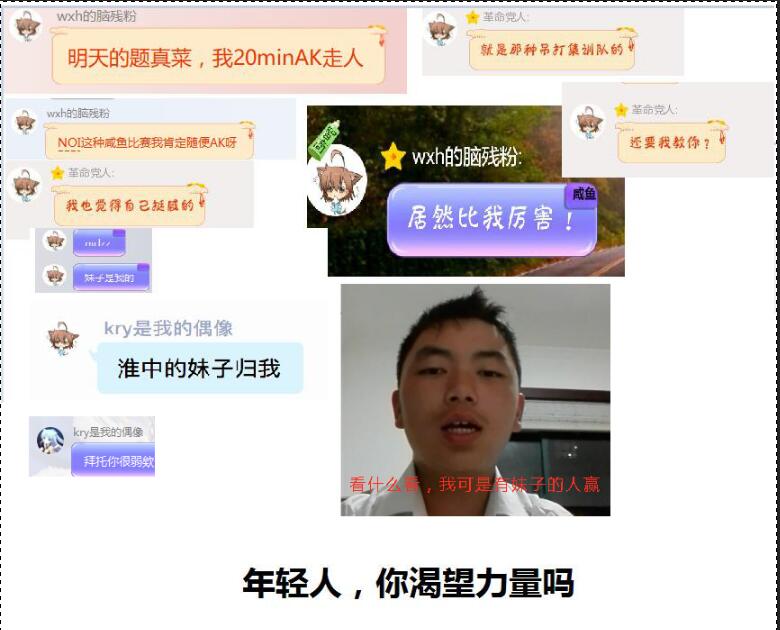 wxh的脑残粉
明天的题真菜，我20minAK走人
革命党人:
就是那种吊打集训队的
wxh的脑残粉
NOI这种咸鱼比赛我肯定随便AK呀
革命党人:
还要我教你？
革命党人:
我也觉得自己挺腻的
wxh的脑残粉:
咸鱼
居然比我厉害！
妹子是我的
kry是我的偶像
淮中的妹子归我
kry是我的偶像
拜托你很弱欸
看什么看，我可是有妹子的人赢
年轻人，你渴望力量吗